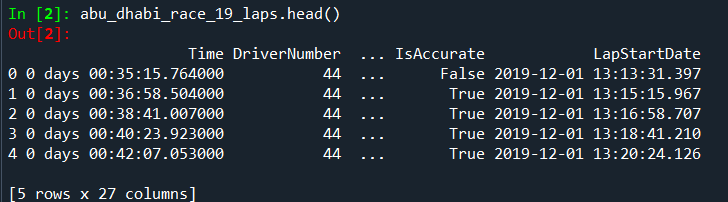 In [2]: abu_dhabi_race_19_laps.head()
Out[2]:
Time DriverNumber ... IsAccurate LapStartDate
0 0 days 00:35:15.764000 44 ... False 2019-12-01 13:13:31.397
1 0 days 00:36:58.504000 44 ... True 2019-12-01 13:15:15.967
2 0 days 00:38:41.007000 44 ... True 2019-12-01 13:16:58.707
3 0 days 00:40:23.923000 44 ... True 2019-12-01 13:18:41.210
4 0 days 00:42:07.053000 44 ... True 2019-12-01 13:20:24.126
[5 rows x 27 columns]